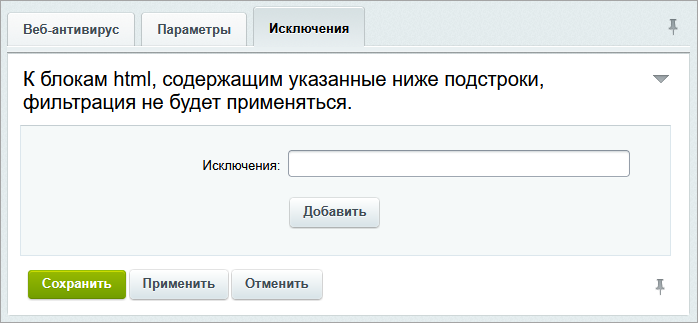 Веб-антивирус Параметры Исключения
К блокам html, содержащим указанные ниже подстроки,
фильтрация не будет применяться.
Исключения:
Добавить
Сохранить Применить Отменить